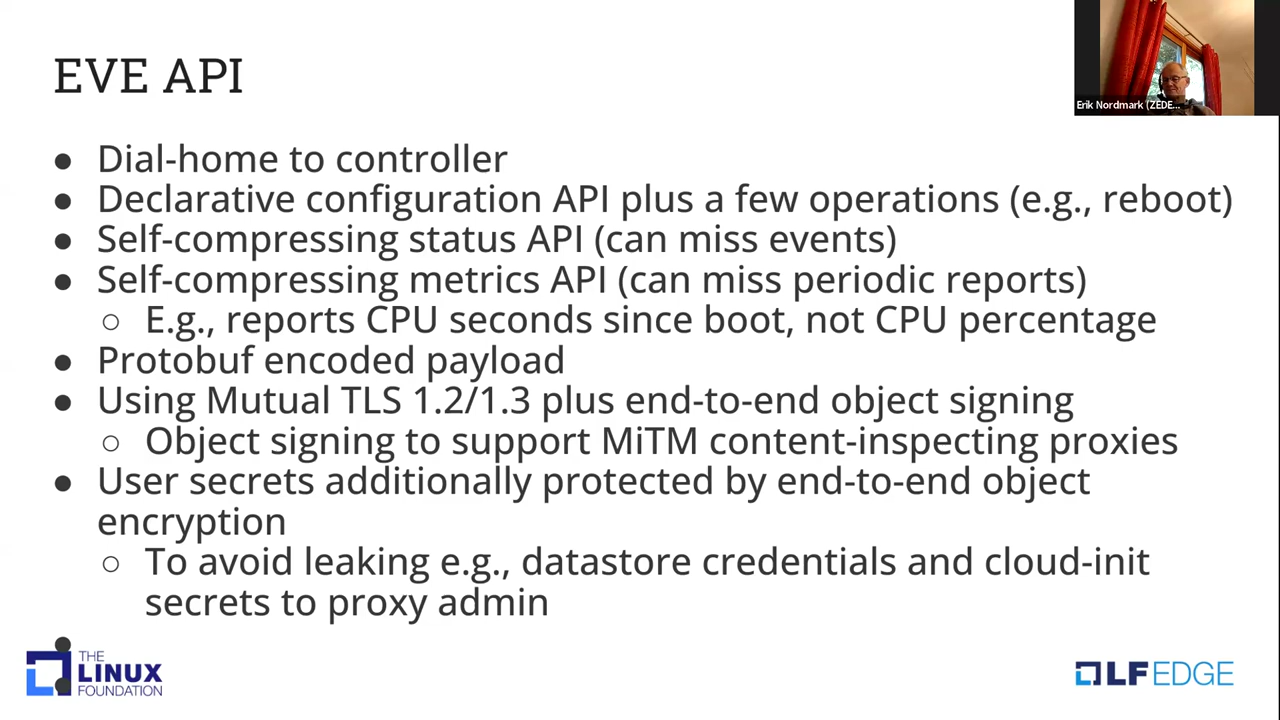 EVE API
Erik Nordmark (ZEDE...
● Dial-home to controller
● Declarative configuration API plus a few operations (e.g., reboot)
● Self-compressing status API (can miss events)
● Self-compressing metrics API (can miss periodic reports)
○ E.g., reports CPU seconds since boot, not CPU percentage
● Protobuf encoded payload
● Using Mutual TLS 1.2/1.3 plus end-to-end object signing
○ Object signing to support MiTM content-inspecting proxies
● User secrets additionally protected by end-to-end object
encryption
○ To avoid leaking e.g., datastore credentials and cloud-init
secrets to proxy admin
THE
LINUX
FOUNDATION
LF EDGE